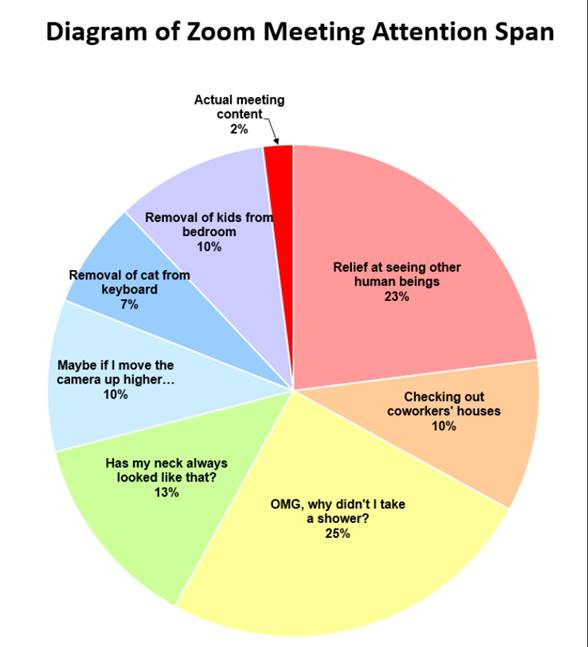 Diagram of Zoom Meeting Attention Span
Actual meeting
content
2%
Relief at seeing other
human beings
23%
Checking out
coworkers' houses
10%
OMG, why didn't I take
a shower?
25%
Has my neck always
looked like that?
13%
Maybe if I move the
camera up higher...
10%
Removal of cat from
keyboard
7%
Removal of kids from
bedroom
10%